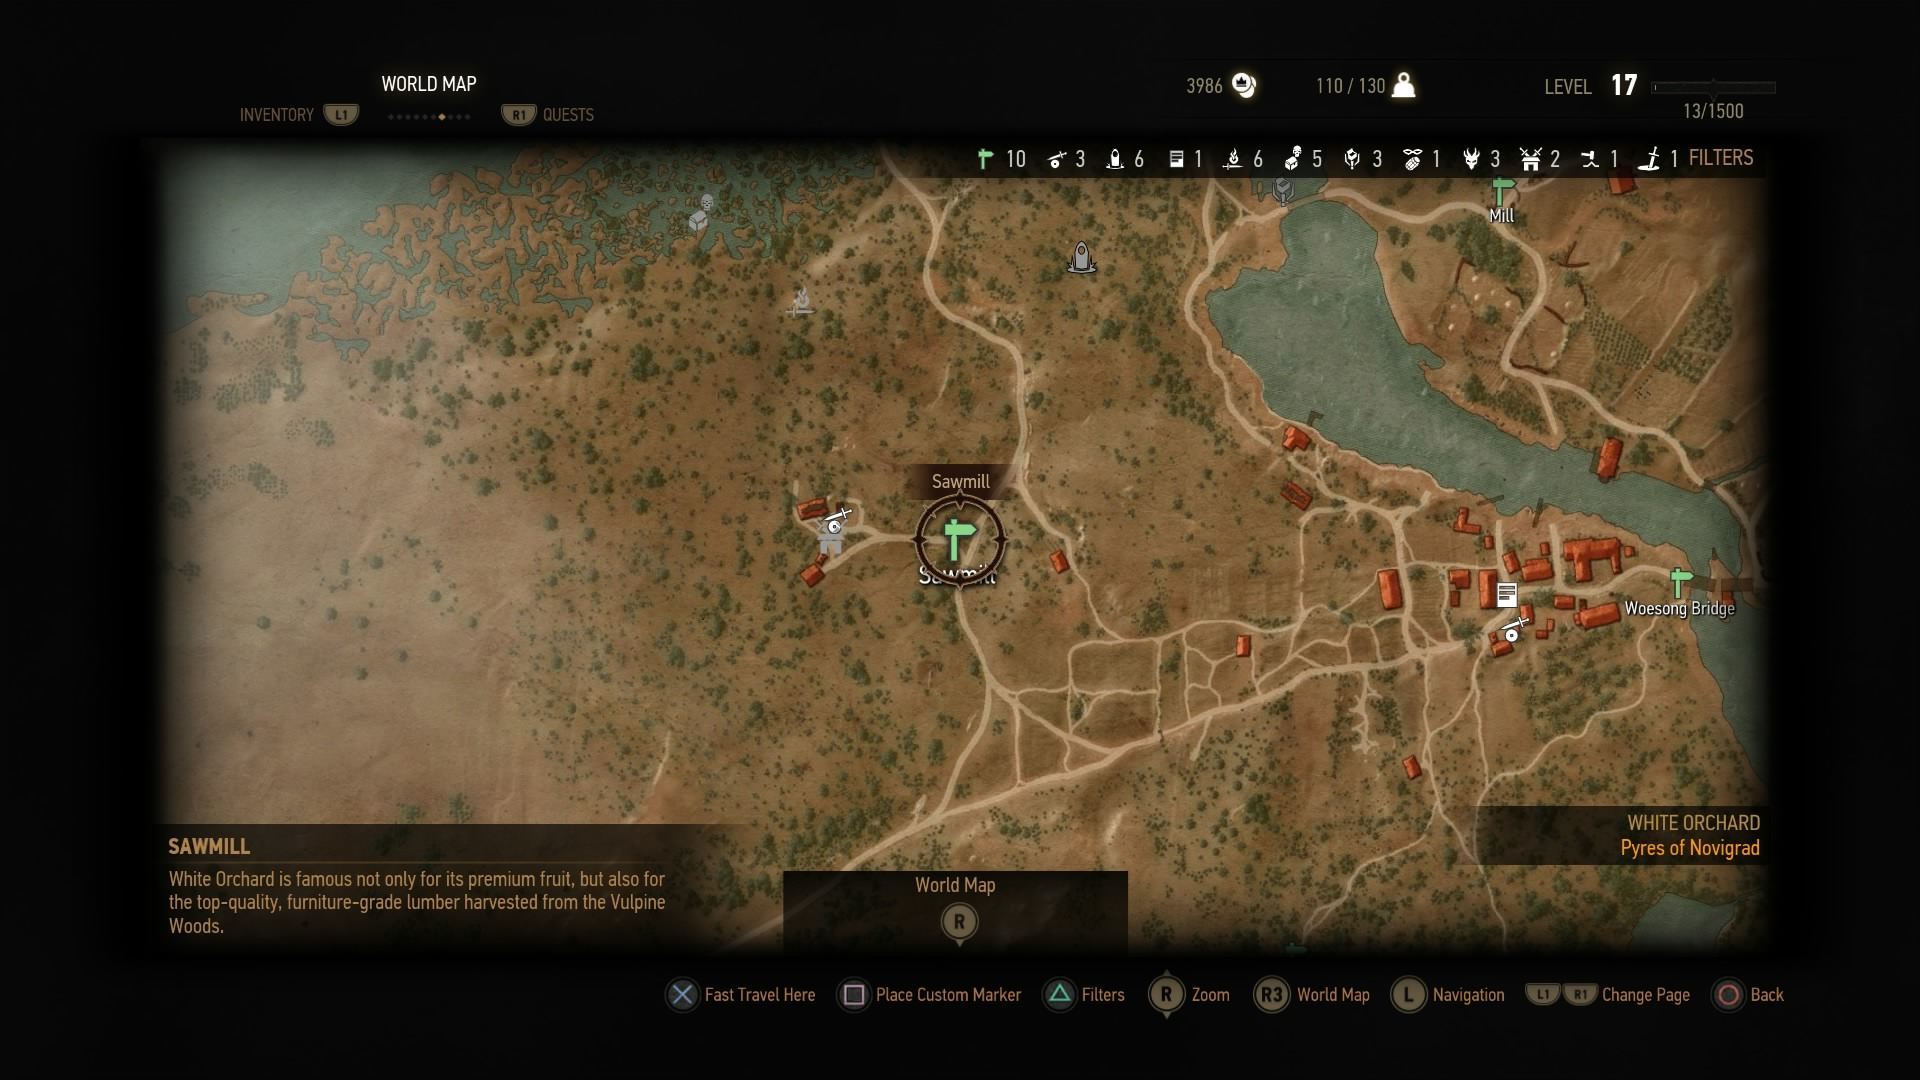 WORLD MAP
INVENTORY L1 R1 QUESTS
3986 110 / 130 LEVEL 17
13/1500
10 3 6 1 6 5 3 1 3 2 1 1 FILTERS
Mill
Sawmill
Sawmill
Woesong Bridge
WHITE ORCHARD
Pyres of Novigrad
SAWMILL
White Orchard is famous not only for its premium fruit, but also for
the top-quality, furniture-grade lumber harvested from the Vulpine
Woods.
World Map
R
Fast Travel Here Place Custom Marker Filters R Zoom R3 World Map L Navigation L1 R1 Change Page Back